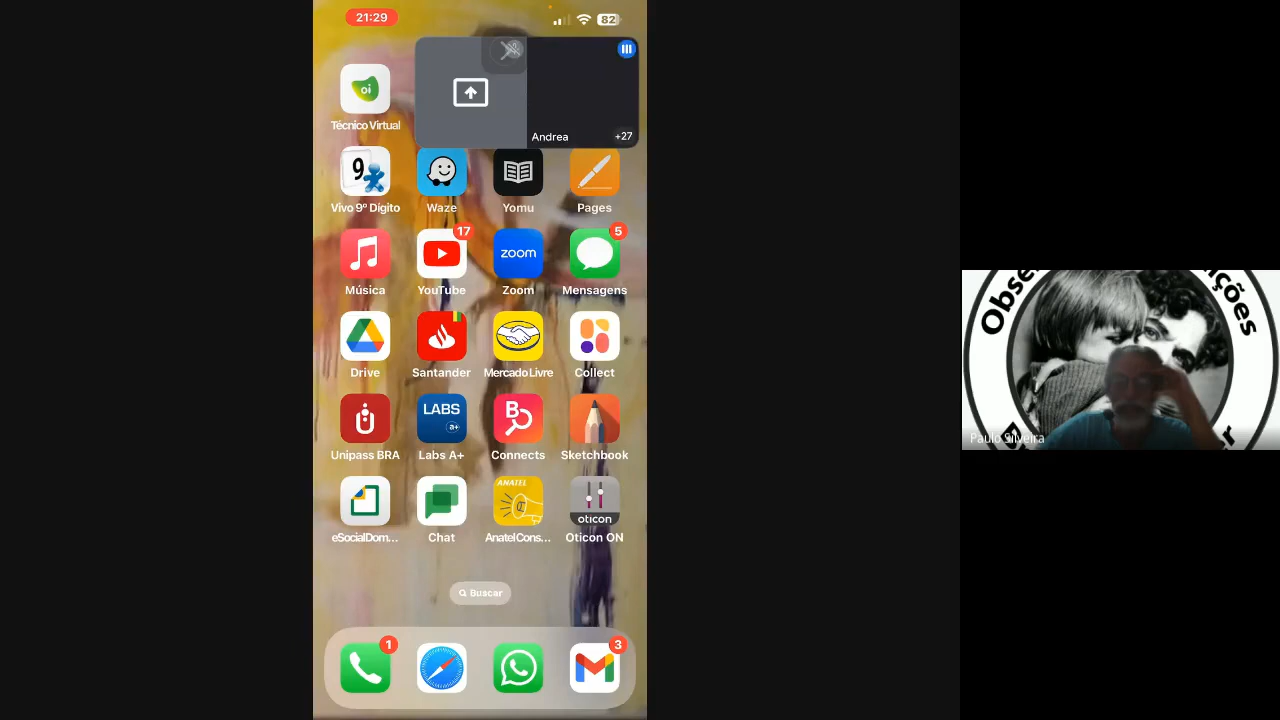 21:29
82
Andrea
+27
oi
Técnico Virtual
9
Vivo 9º Dígito
Waze
Yomu
Pages
17
zoom
5
Música
YouTube
Zoom
Mensagens
Drive
Santander
Mercado Livre
Collect
LABS
a+
B
Unipass BRA
Labs A+
Connects
Sketchbook
ANATEL
oticon
eSocialDom...
Chat
AnatelCons...
Oticon ON
Buscar
1
3
Paulo Silveira